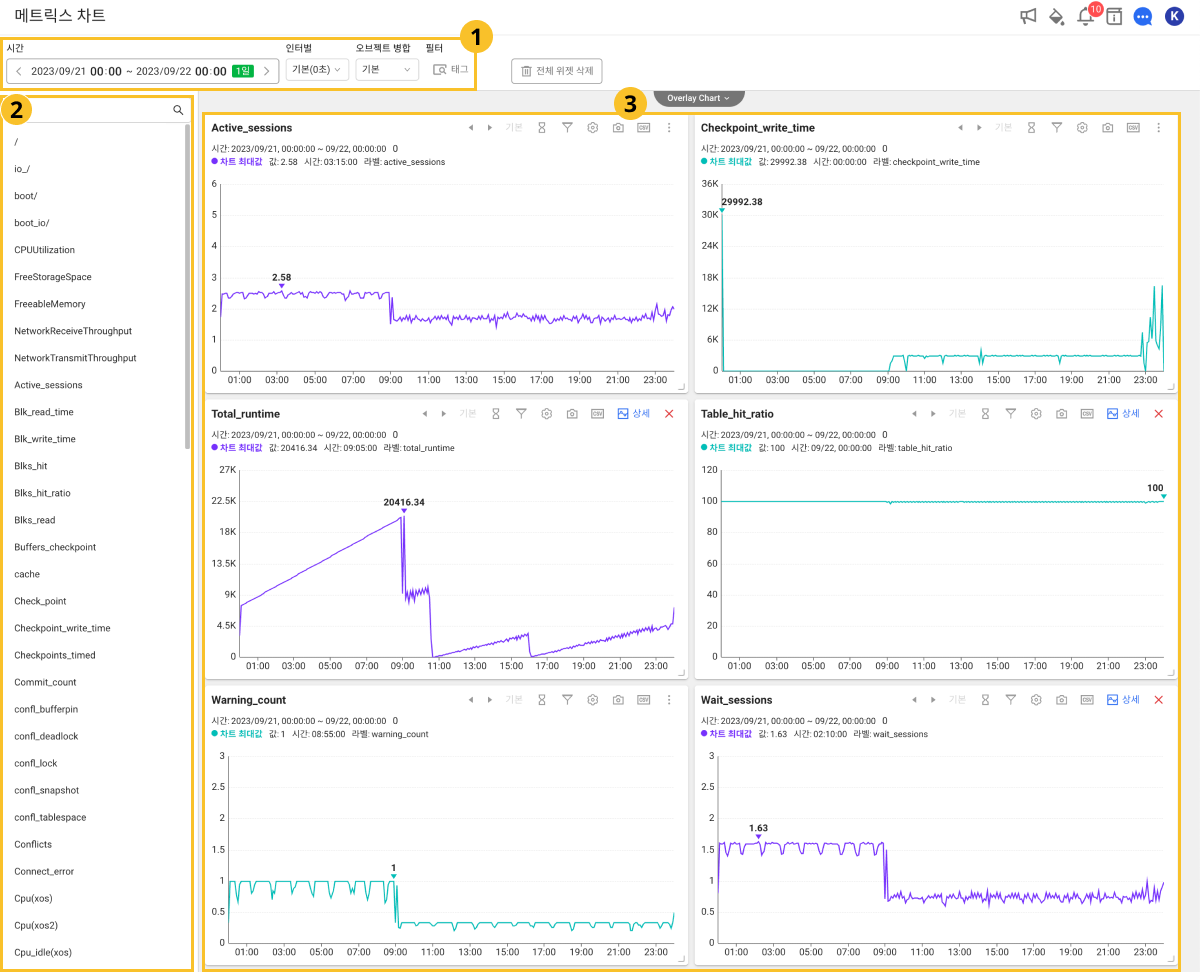 메트릭스 차트
10
K
시간
인터벌
오브젝트 병합
필터
1
2023/09/21 00:00 ~ 2023/09/22 00:00 1일
기본(0초)
기본
태그
전체 위젯 삭제
2
/
io_/
boot/
boot_io/
CPUUtilization
FreeStorageSpace
FreeableMemory
NetworkReceiveThroughput
NetworkTransmitThroughput
Active_sessions
Blk_read_time
Blk_write_time
Blks_hit
Blks_hit_ratio
Blks_read
Buffers_checkpoint
cache
Check_point
Checkpoint_write_time
Checkpoints_timed
Commit_count
confl_bufferpin
confl_deadlock
confl_lock
confl_snapshot
confl_tablespace
Conflicts
Connect_error
Cpu(xos)
Cpu(xos2)
Cpu_idle(xos)
3
Overlay Chart
Active_sessions
기본
CSV
시간: 2023/09/21, 00:00:00 ~ 09/22, 00:00:00 0
차트 최대값 값: 2.58 시간: 03:15:00 라벨: active_sessions
6
5
4
3
2
1
0
2.58
01:00 03:00 05:00 07:00 09:00 11:00 13:00 15:00 17:00 19:00 21:00 23:00
Checkpoint_write_time
기본
CSV
시간: 2023/09/21, 00:00:00 ~ 09/22, 00:00:00 0
차트 최대값 값: 29992.38 시간: 00:00:00 라벨: checkpoint_write_time
36K
30K
24K
18K
12K
6K
0
29992.38
01:00 03:00 05:00 07:00 09:00 11:00 13:00 15:00 17:00 19:00 21:00 23:00
Total_runtime
기본
CSV
상세
시간: 2023/09/21, 00:00:00 ~ 09/22, 00:00:00 0
차트 최대값 값: 20416.34 시간: 09:05:00 라벨: total_runtime
27K
22.5K
18K
13.5K
9K
4.5K
0
20416.34
01:00 03:00 05:00 07:00 09:00 11:00 13:00 15:00 17:00 19:00 21:00 23:00
Table_hit_ratio
기본
CSV
상세
시간: 2023/09/21, 00:00:00 ~ 09/22, 00:00:00 0
차트 최대값 값: 100 시간: 09/22, 00:00:00 라벨: table_hit_ratio
120
100
80
60
40
20
0
100
01:00 03:00 05:00 07:00 09:00 11:00 13:00 15:00 17:00 19:00 21:00 23:00
Warning_count
기본
CSV
시간: 2023/09/21, 00:00:00 ~ 09/22, 00:00:00 0
차트 최대값 값: 1 시간: 08:55:00 라벨: warning_count
3
2.5
2
1.5
1
0.5
0
1
01:00 03:00 05:00 07:00 09:00 11:00 13:00 15:00 17:00 19:00 21:00 23:00
Wait_sessions
기본
CSV
상세
시간: 2023/09/21, 00:00:00 ~ 09/22, 00:00:00 0
차트 최대값 값: 1.63 시간: 02:10:00 라벨: wait_sessions
3
2.5
2
1.5
1
0.5
0
1.63
01:00 03:00 05:00 07:00 09:00 11:00 13:00 15:00 17:00 19:00 21:00 23:00